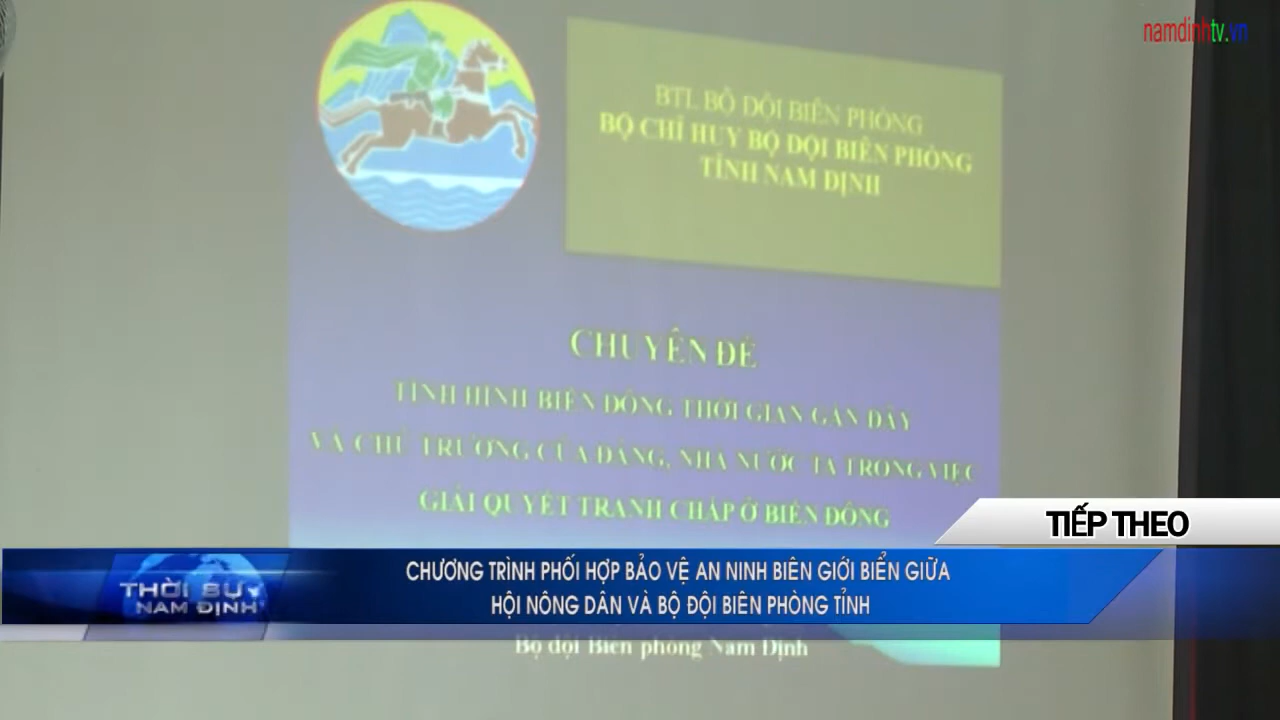 namdinhtv.vn
BTL BỘ ĐỘI BIÊN PHÒNG
BỘ CHỈ HUY BỘ ĐỘI BIÊN PHÒNG
TỈNH NAM ĐỊNH
CHUYÊN ĐỀ
TÌNH HÌNH BIỂN ĐÔNG THỜI GIAN GẦN ĐÂY
VÀ CHỦ TRƯƠNG CỦA ĐẢNG, NHÀ NƯỚC TA TRONG VIỆC
GIẢI QUYẾT TRANH CHẤP Ở BIỂN ĐÔNG
TIẾP THEO
THỜI SỰ
NAM ĐỊNH
CHƯƠNG TRÌNH PHỐI HỢP BẢO VỆ AN NINH BIÊN GIỚI BIỂN GIỮA
HỘI NÔNG DÂN VÀ BỘ ĐỘI BIÊN PHÒNG TỈNH
Bộ đội Biên phòng Nam Định